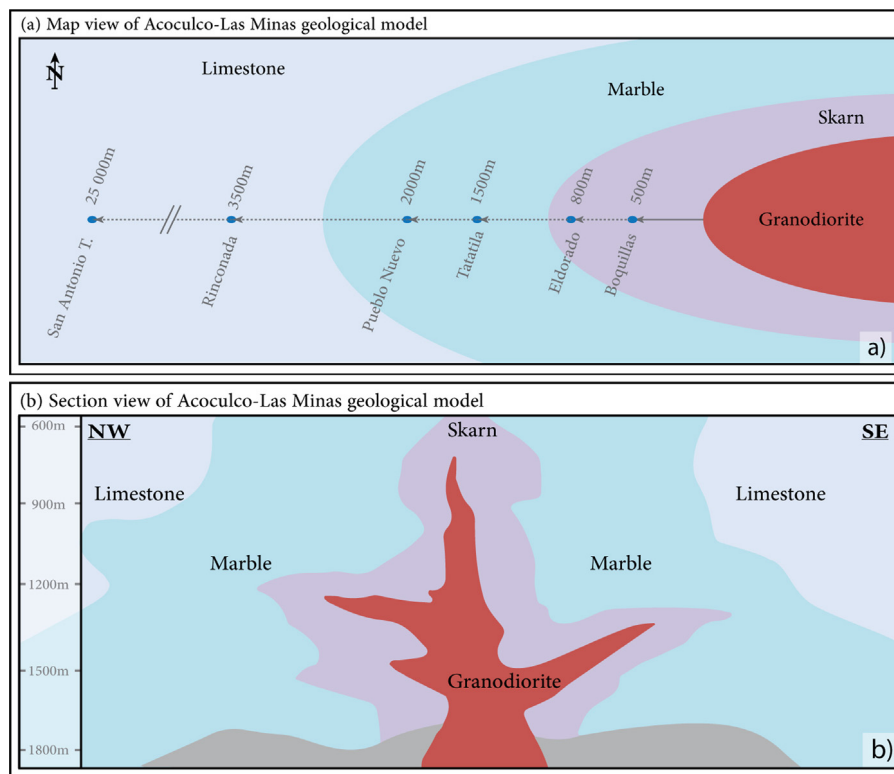 (a) Map view of Acoculco-Las Minas geological model
N
Limestone
Marble
Skarn
Granodiorite
25 000m
3500m
2000m
1500m
800m
500m
San Antonio T.
Rinconada
Pueblo Nuevo
Tatatila
Eldorado
Boquillas
a)
(b) Section view of Acoculco-Las Minas geological model
600m
900m
1200m
1500m
1800m
NW
SE
Skarn
Limestone
Limestone
Marble
Marble
Granodiorite
b)